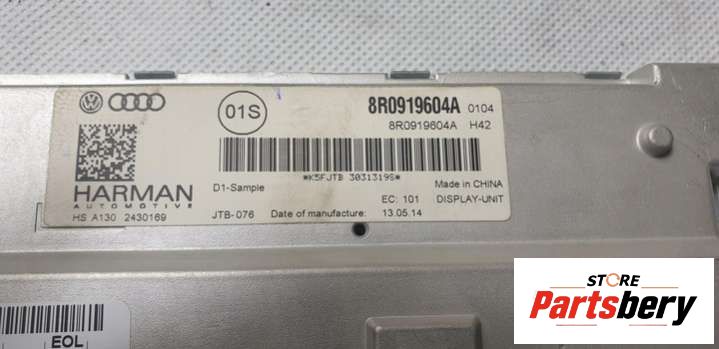 01S
8R0919604A 0104
8R0919604A H42
*K5FJTB 3031319S*
HARMAN
AUTOMOTIVE
HS A130 2430169
D1-Sample
Made in CHINA
EC: 101 DISPLAY-UNIT
JTB-076 Date of manufacture: 13.05.14
EOL
STORE
Partsbery